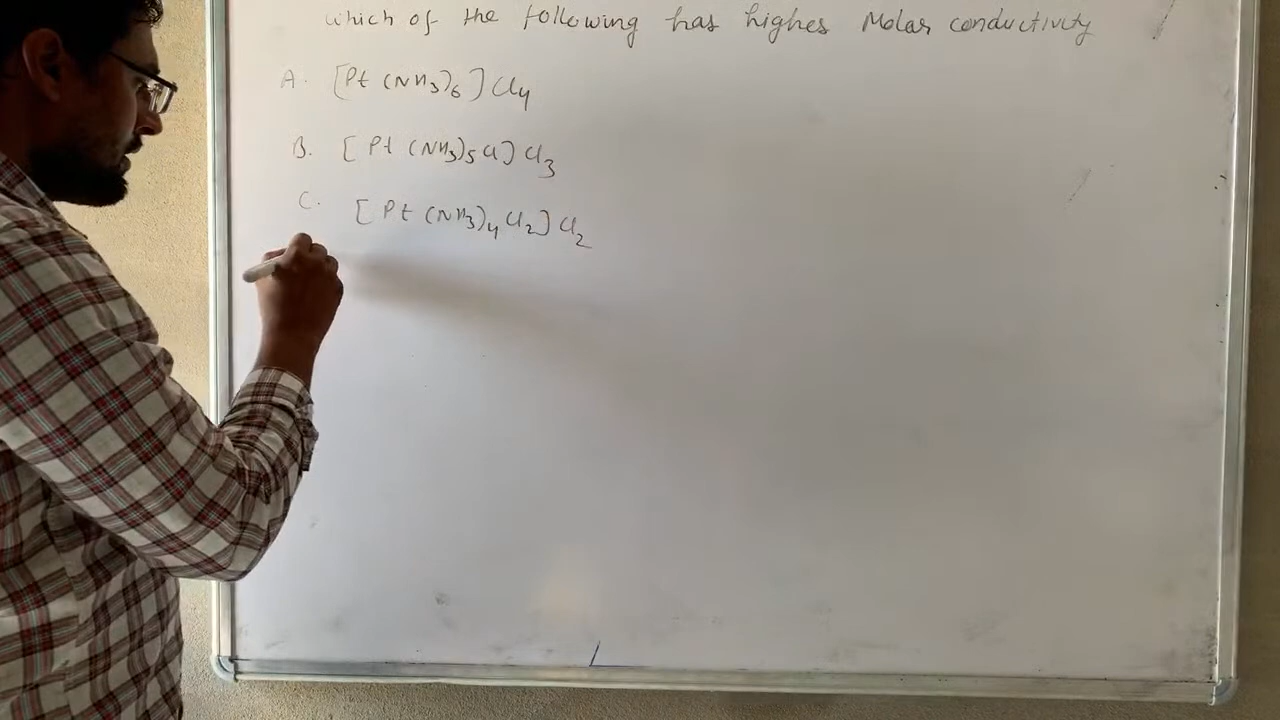 which of the following has highes Molar conductivity
A. [Pt (NH3)6] Cl4
B. [Pt (NH3)5 Cl] Cl3
C. [Pt (NH3)4 Cl2] Cl2